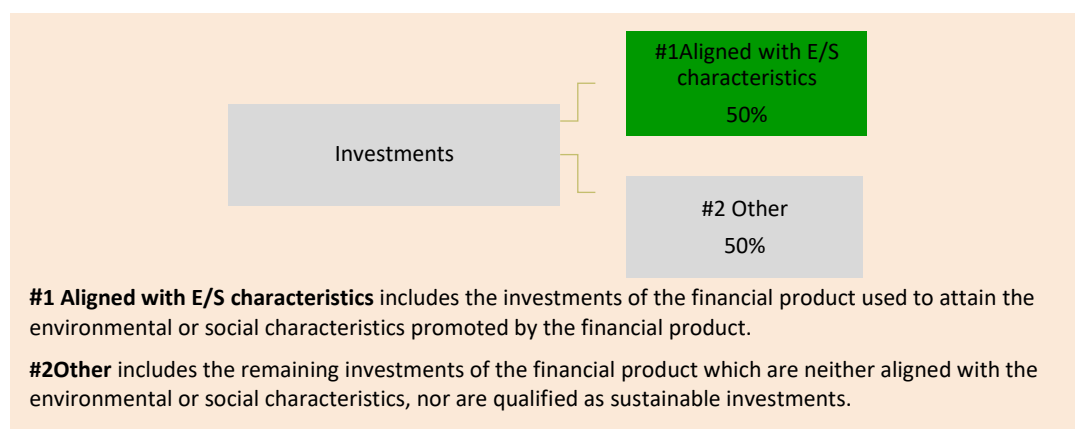 #1Aligned with E/S
characteristics
50%
Investments
#2 Other
50%
#1 Aligned with E/S characteristics includes the investments of the financial product used to attain the
environmental or social characteristics promoted by the financial product.
#2Other includes the remaining investments of the financial product which are neither aligned with the
environmental or social characteristics, nor are qualified as sustainable investments.